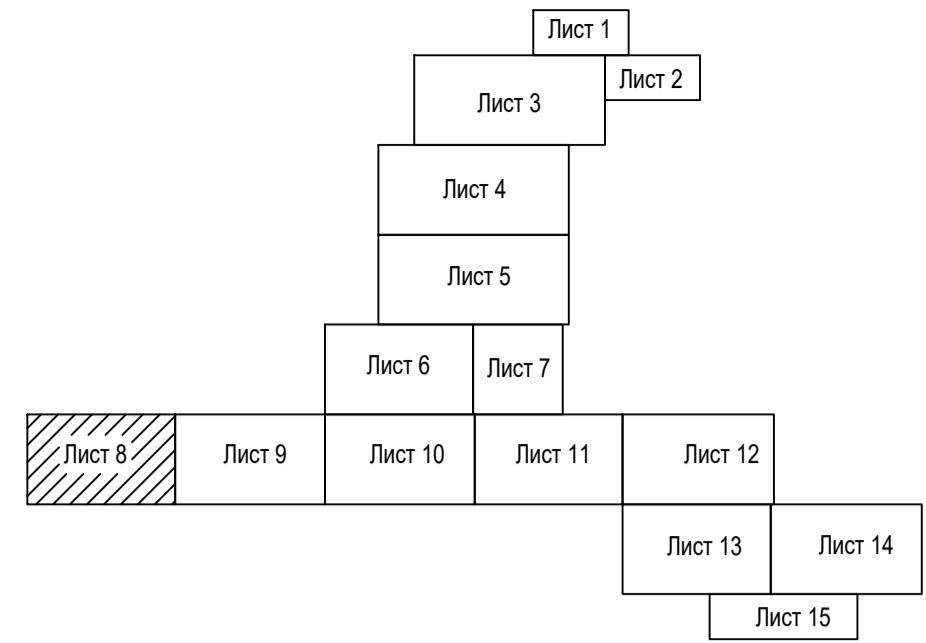 Лист 1
Лист 2
Лист 3
Лист 4
Лист 5
Лист 6
Лист 7
Лист 8
Лист 9
Лист 10
Лист 11
Лист 12
Лист 13
Лист 14
Лист 15